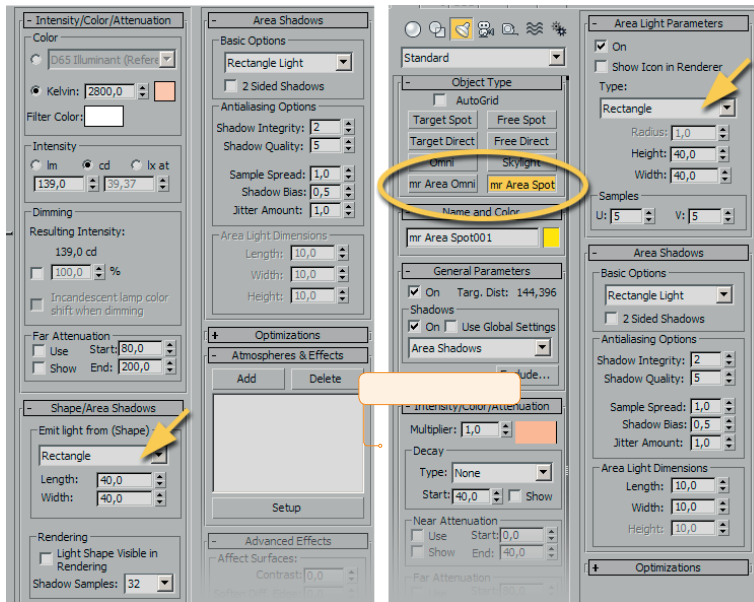 - Intensity/Color/Attenuation
Color
D65 Illuminant (Refere
Kelvin: 2800,0
Filter Color:
Intensity
lm cd lx at
139,0 39,37
Dimming
Resulting Intensity:
139,0 cd
100,0 %
Incandescent lamp color
shift when dimming
Far Attenuation
Use Start: 80,0
Show End: 200,0
- Shape/Area Shadows
Emit light from (Shape)
Rectangle
Length: 40,0
Width: 40,0
Rendering
Light Shape Visible in
Rendering
Shadow Samples: 32
- Area Shadows
Basic Options
Rectangle Light
2 Sided Shadows
Antialiasing Options
Shadow Integrity: 2
Shadow Quality: 5
Sample Spread: 1,0
Shadow Bias: 0,5
Jitter Amount: 1,0
Area Light Dimensions
Length: 10,0
Width: 10,0
Height: 10,0
+ Optimizations
- Atmospheres & Effects
Add Delete
Setup
- Advanced Effects
Affect Surfaces:
Contrast: 0,0
Standard
- Object Type
AutoGrid
Target Spot Free Spot
Target Direct Free Direct
Omni Skylight
mr Area Omni mr Area Spot
- Name and Color
mr Area Spot001
- General Parameters
On Targ. Dist: 144,396
Shadows
On Use Global Settings
Area Shadows
- Intensity/Color/Attenuation
Multiplier: 1,0
Decay
Type: None
Start: 40,0 Show
Near Attenuation
Use Start: 0,0
Show End: 40,0
Far Attenuation
- Area Light Parameters
On
Show Icon in Renderer
Type:
Rectangle
Radius: 1,0
Height: 40,0
Width: 40,0
Samples
U: 5 V: 5
- Area Shadows
Basic Options
Rectangle Light
2 Sided Shadows
Antialiasing Options
Shadow Integrity: 2
Shadow Quality: 5
Sample Spread: 1,0
Shadow Bias: 0,5
Jitter Amount: 1,0
Area Light Dimensions
Length: 10,0
Width: 10,0
Height: 10,0
+ Optimizations